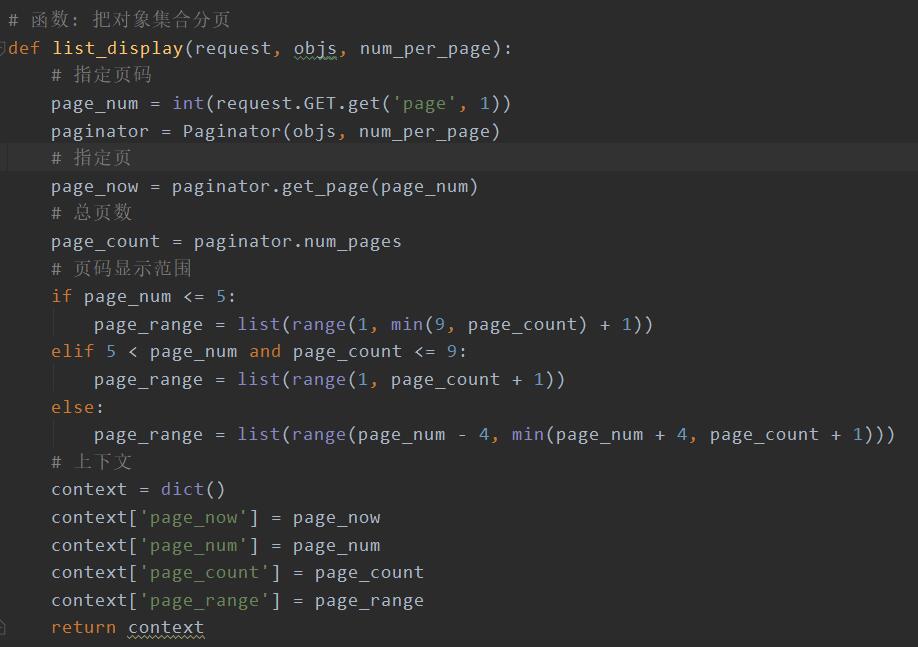 # 函数: 把对象集合分页
def list_display(request, objs, num_per_page):
    # 指定页码
    page_num = int(request.GET.get('page', 1))
    paginator = Paginator(objs, num_per_page)
    # 指定页
    page_now = paginator.get_page(page_num)
    # 总页数
    page_count = paginator.num_pages
    # 页码显示范围
    if page_num <= 5:
        page_range = list(range(1, min(9, page_count) + 1))
    elif 5 < page_num and page_count <= 9:
        page_range = list(range(1, page_count + 1))
    else:
        page_range = list(range(page_num - 4, min(page_num + 4, page_count + 1)))
    # 上下文
    context = dict()
    context['page_now'] = page_now
    context['page_num'] = page_num
    context['page_count'] = page_count
    context['page_range'] = page_range
    return context